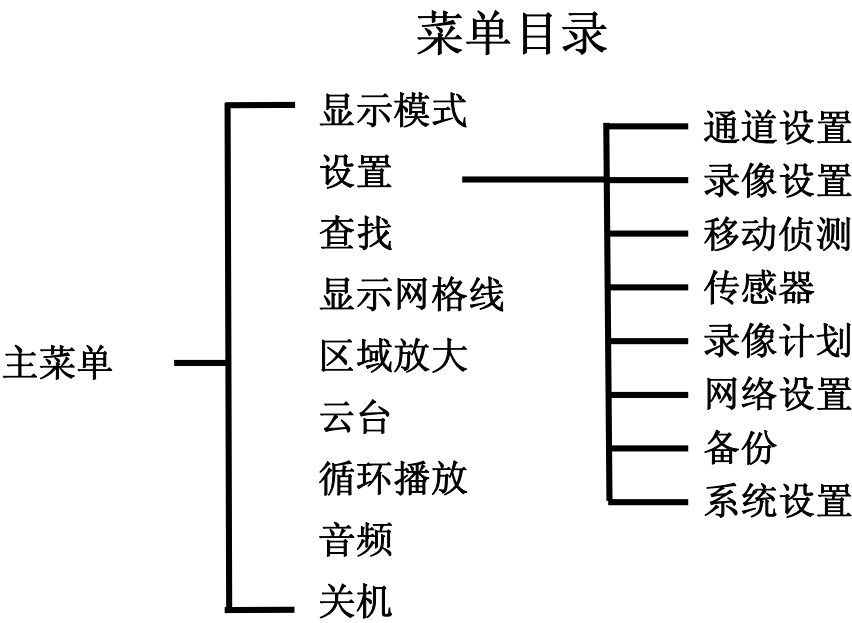 菜单目录
主菜单
显示模式
设置
查找
显示网格线
区域放大
云台
循环播放
音频
关机
通道设置
录像设置
移动侦测
传感器
录像计划
网络设置
备份
系统设置